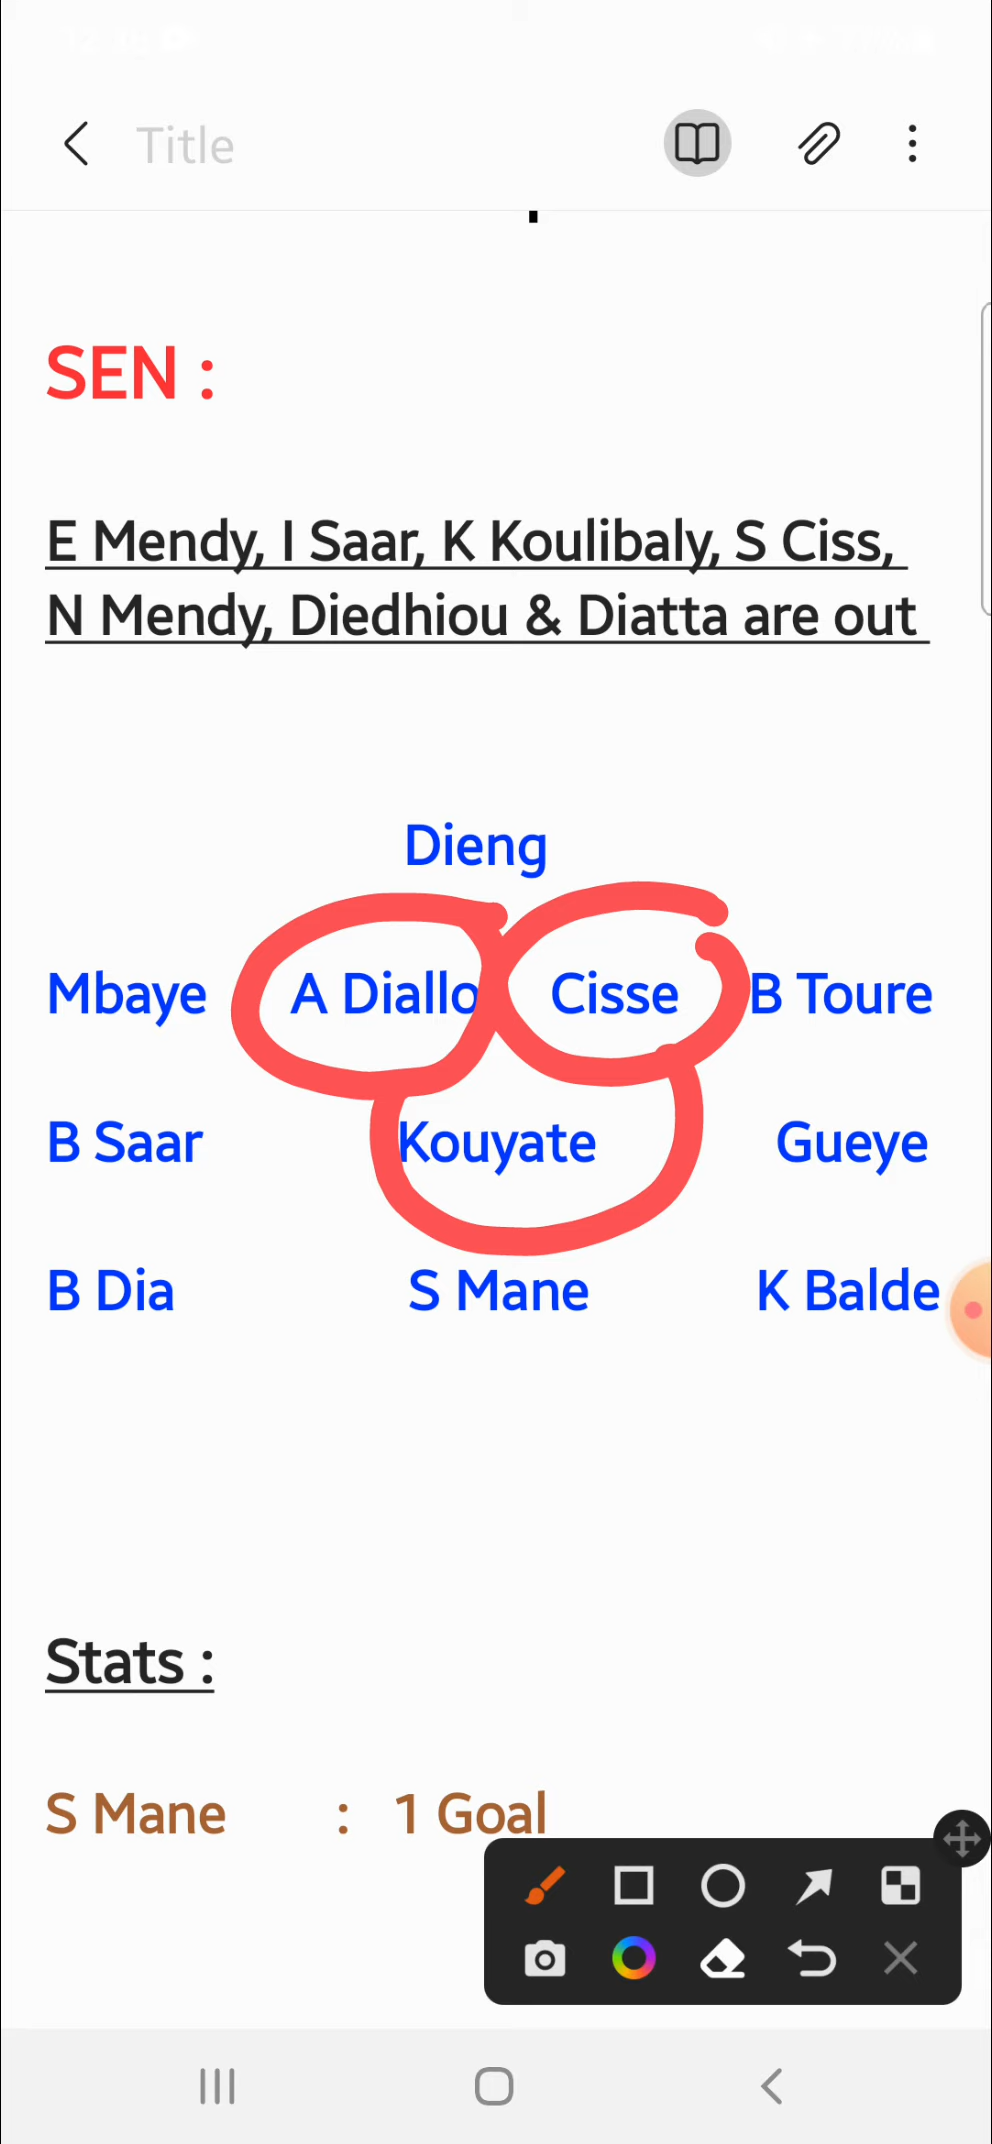 Title
SEN :
E Mendy, I Saar, K Koulibaly, S Ciss,
N Mendy, Diedhiou & Diatta are out
Dieng
Mbaye A Diallo Cisse B Toure
B Saar Kouyate Gueye
B Dia S Mane K Balde
Stats :
S Mane : 1 Goal